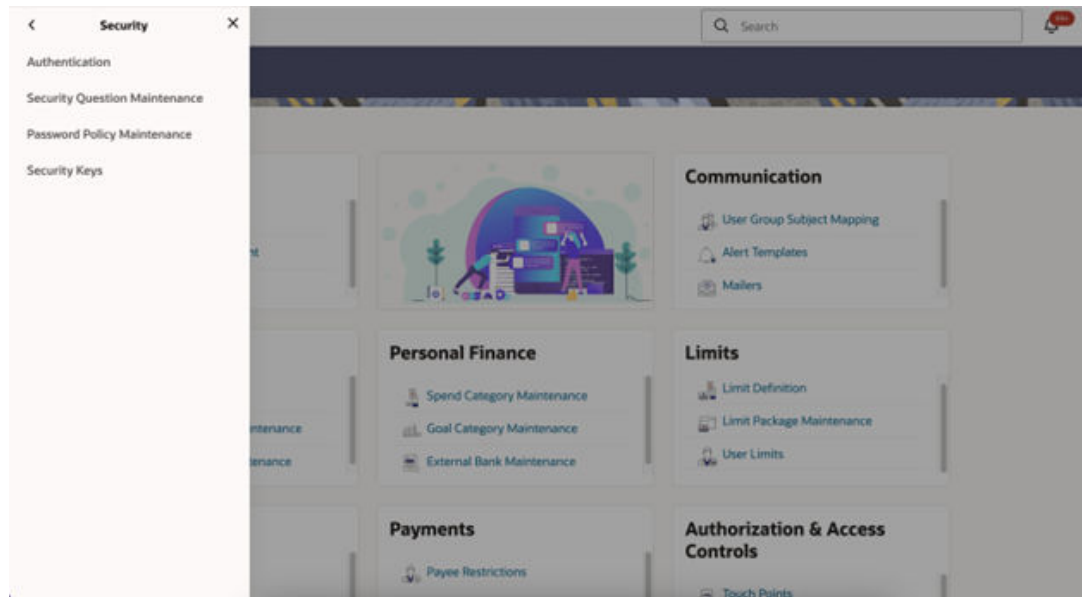 Security
Search
Authentication
Security Question Maintenance
Password Policy Maintenance
Security Keys
Communication
User Group Subject Mapping
Alert Templates
Mailers
Personal Finance
Spend Category Maintenance
Goal Category Maintenance
External Bank Maintenance
Limits
Limit Definition
Limit Package Maintenance
User Limits
Payments
Payee Restrictions
Authorization & Access
Controls
Touch Points